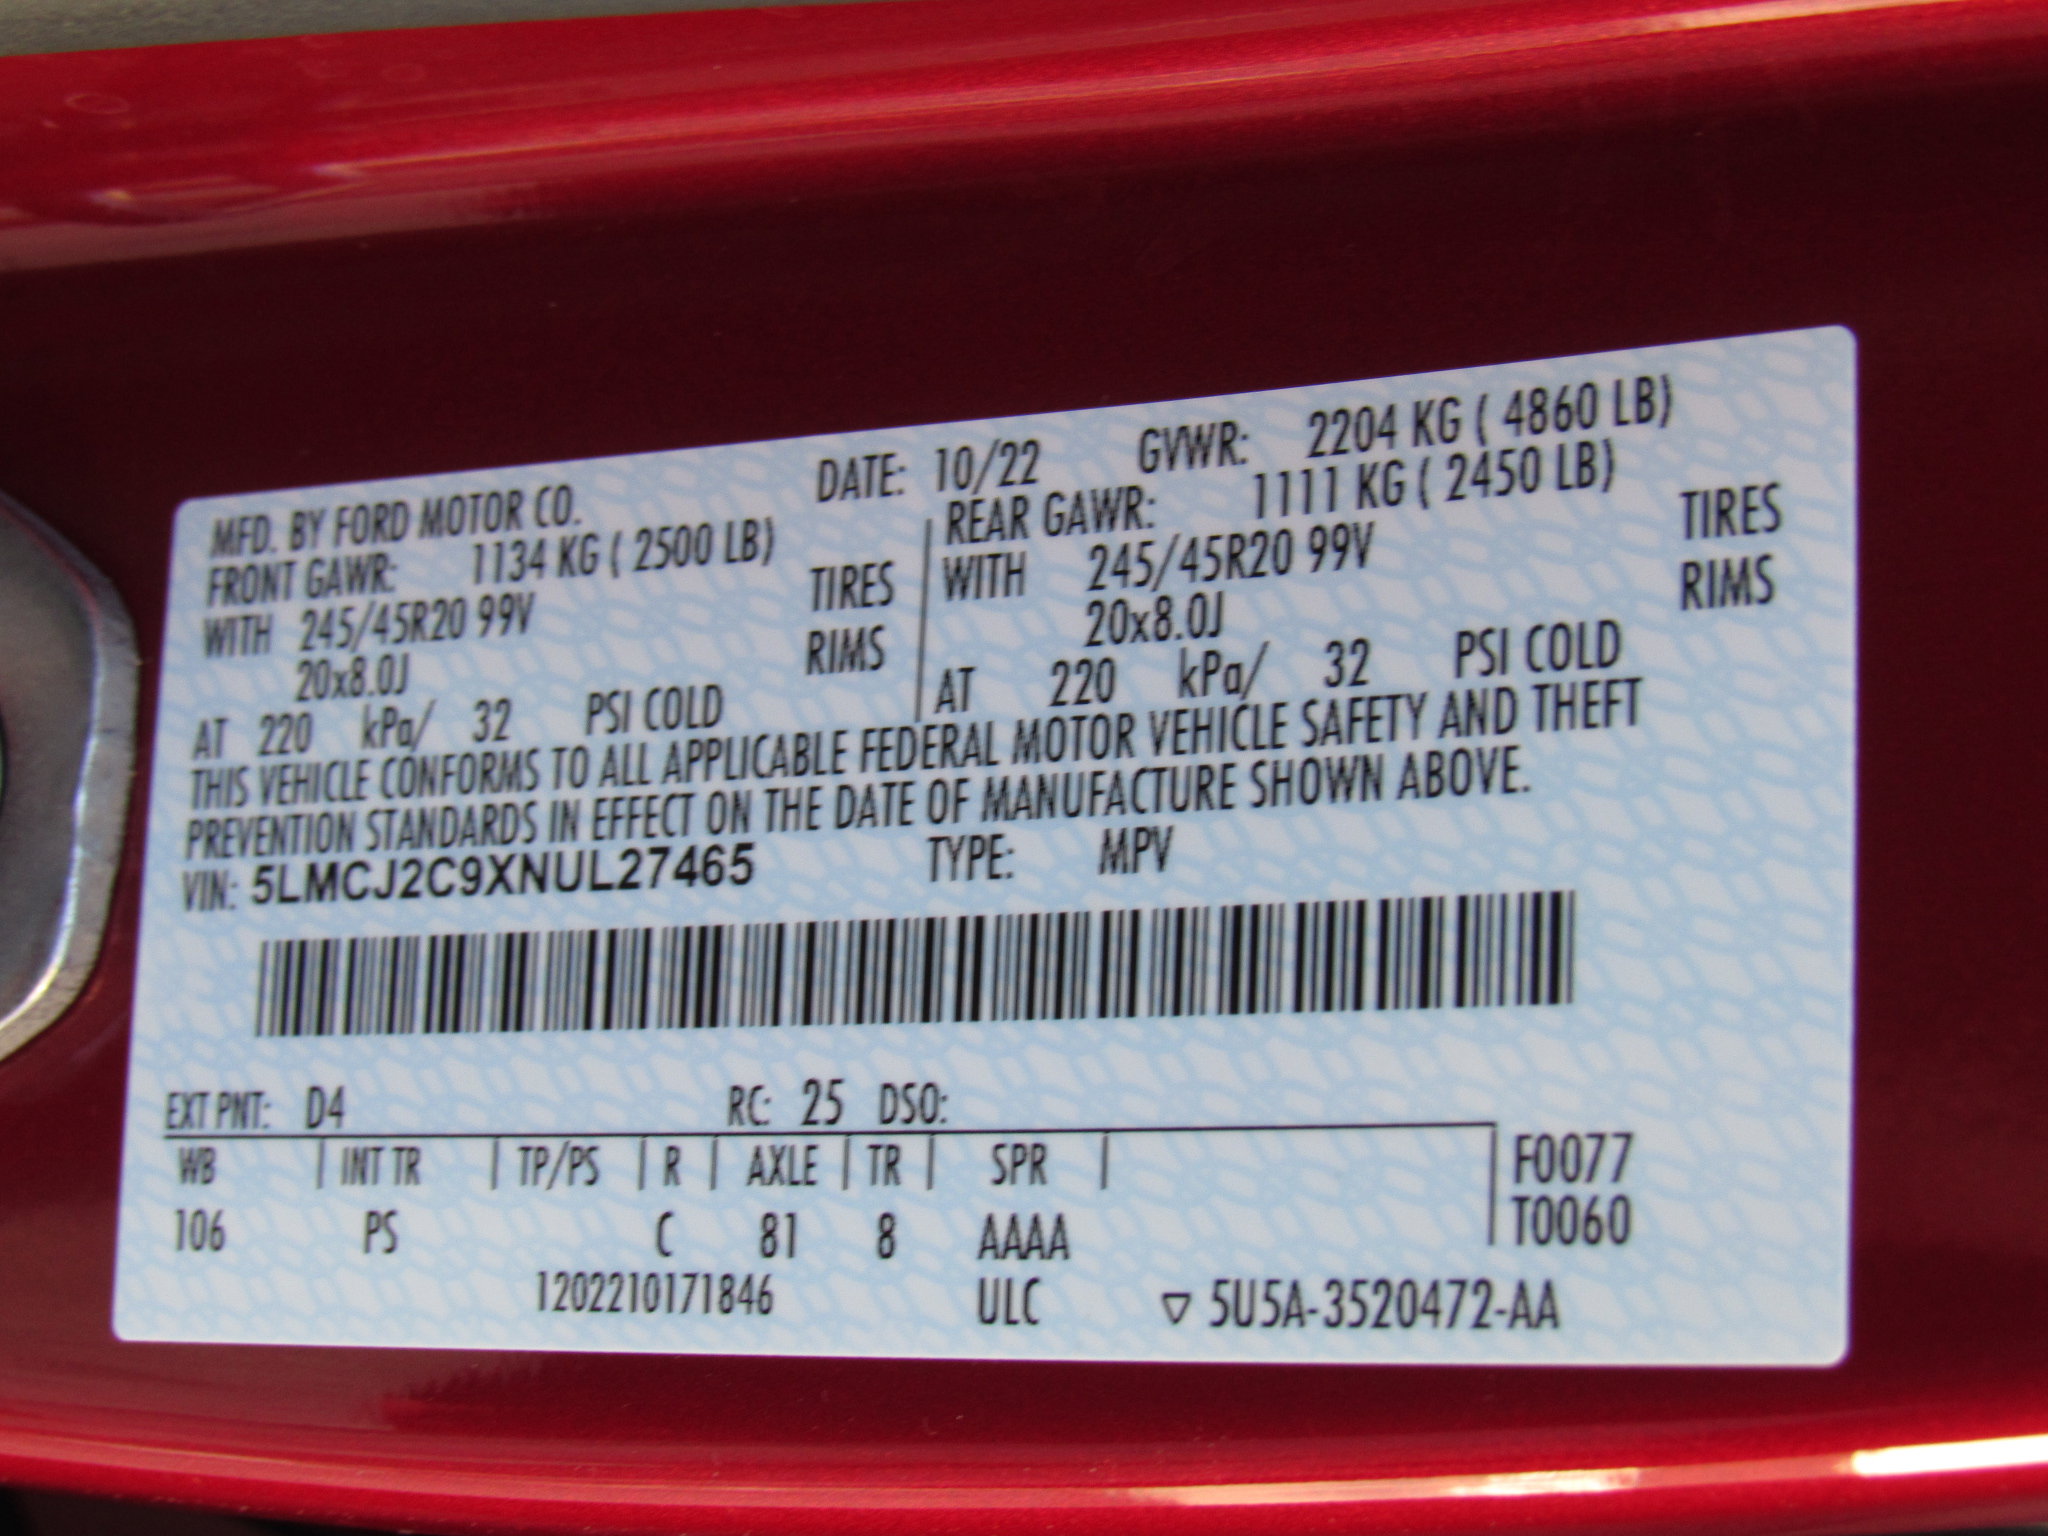 MFD. BY FORD MOTOR CO. DATE: 10/22 GVWR: 2204 KG ( 4860 LB)
FRONT GAWR: 1134 KG ( 2500 LB) REAR GAWR: 1111 KG ( 2450 LB)
WITH 245/45R20 99V TIRES WITH 245/45R20 99V TIRES
20x8.0J RIMS 20x8.0J RIMS
AT 220 kPa/ 32 PSI COLD AT 220 kPa/ 32 PSI COLD
THIS VEHICLE CONFORMS TO ALL APPLICABLE FEDERAL MOTOR VEHICLE SAFETY AND THEFT
PREVENTION STANDARDS IN EFFECT ON THE DATE OF MANUFACTURE SHOWN ABOVE.
VIN: 5LMCJ2C9XNUL27465 TYPE: MPV
EXT PNT: D4 RC: 25 DSO:
WB | INT TR | TP/PS | R | AXLE | TR | SPR | F0077
106 PS C 81 8 AAAA T0060
1202210171846 ULC ▽ 5U5A-3520472-AA